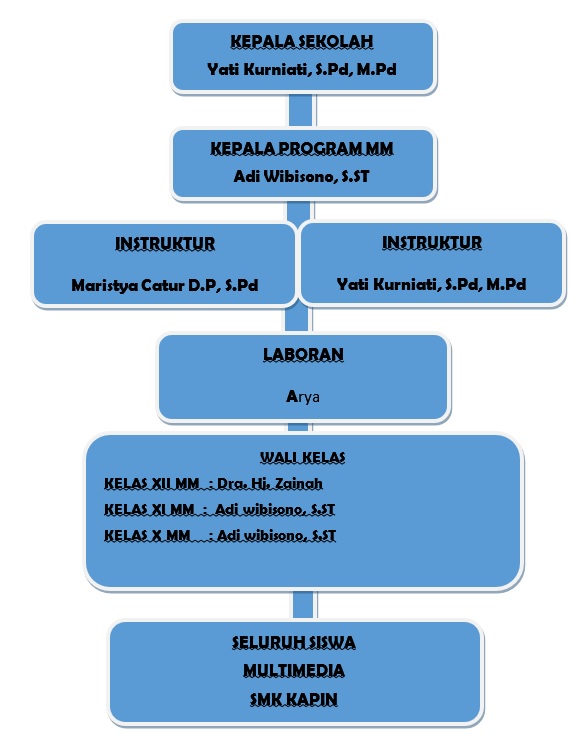 KEPALA SEKOLAH
Yati Kurniati, S.Pd, M.Pd
KEPALA PROGRAM MM
Adi Wibisono, S.ST
INSTRUKTUR
Maristya Catur D.P, S.Pd
INSTRUKTUR
Yati Kurniati, S.Pd, M.Pd
LABORAN
Arya
WALI KELAS
KELAS XII MM : Dra. Hj. Zainah
KELAS XI MM : Adi wibisono, S.ST
KELAS X MM : Adi wibisono, S.ST
SELURUH SISWA
MULTIMEDIA
SMK KAPIN